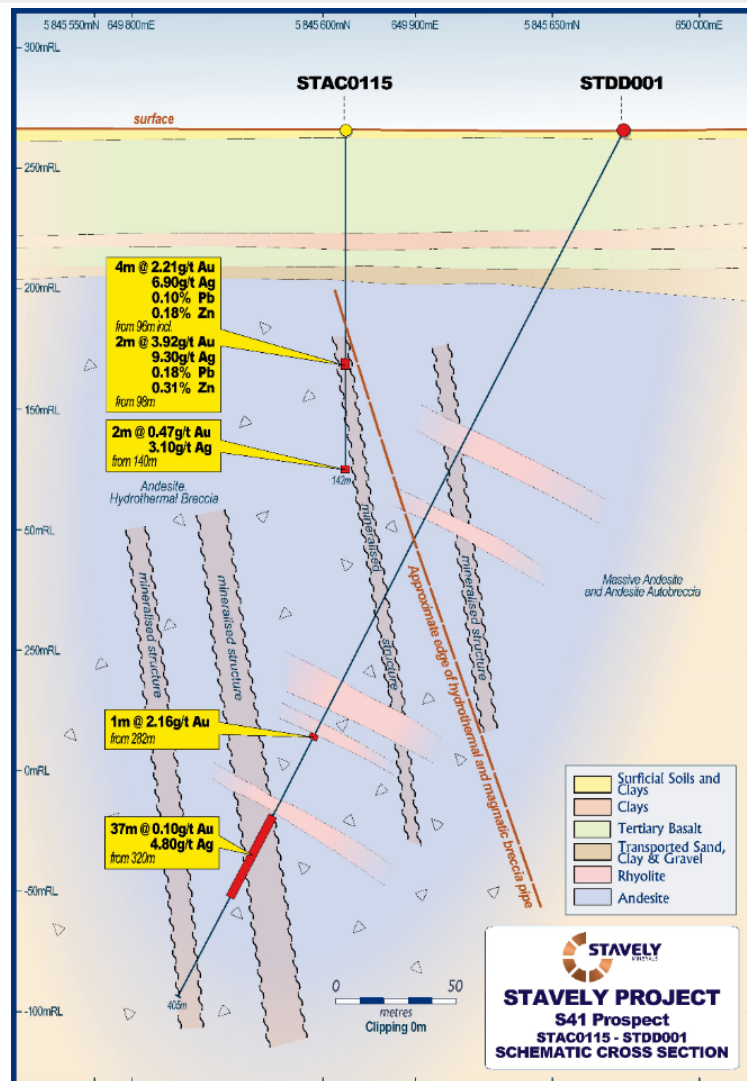 5 845 550mN 649 800mE 5 845 600mN 649 900mE 5 845 650mN 650 000mE
300mRL
STAC0115 STDD001
surface
250mRL
4m @ 2.21g/t Au
6.90g/t Ag
0.10% Pb
0.18% Zn
from 96m incl.
2m @ 3.92g/t Au
9.30g/t Ag
0.18% Pb
0.31% Zn
from 98m
200mRL
150mRL
2m @ 0.47g/t Au
3.10g/t Ag
from 140m
142m
Andesite,
Hydrothermal Breccia
50mRL
mineralised structure
mineralised structure
mineralised structure
mineralised structure
Approximate edge of hydrothermal and magmatic breccia pipe
Massive Andesite
and Andesite Autobreccia
250mRL
1m @ 2.16g/t Au
from 282m
0mRL
37m @ 0.10g/t Au
4.80g/t Ag
from 320m
-50mRL
-100mRL
405m
0 50
metres
Clipping 0m
Surficial Soils and
Clays
Clays
Tertiary Basalt
Transported Sand,
Clay & Gravel
Rhyolite
Andesite
STAVELY
MINERALS
STAVELY PROJECT
S41 Prospect
STAC0115 - STDD001
SCHEMATIC CROSS SECTION